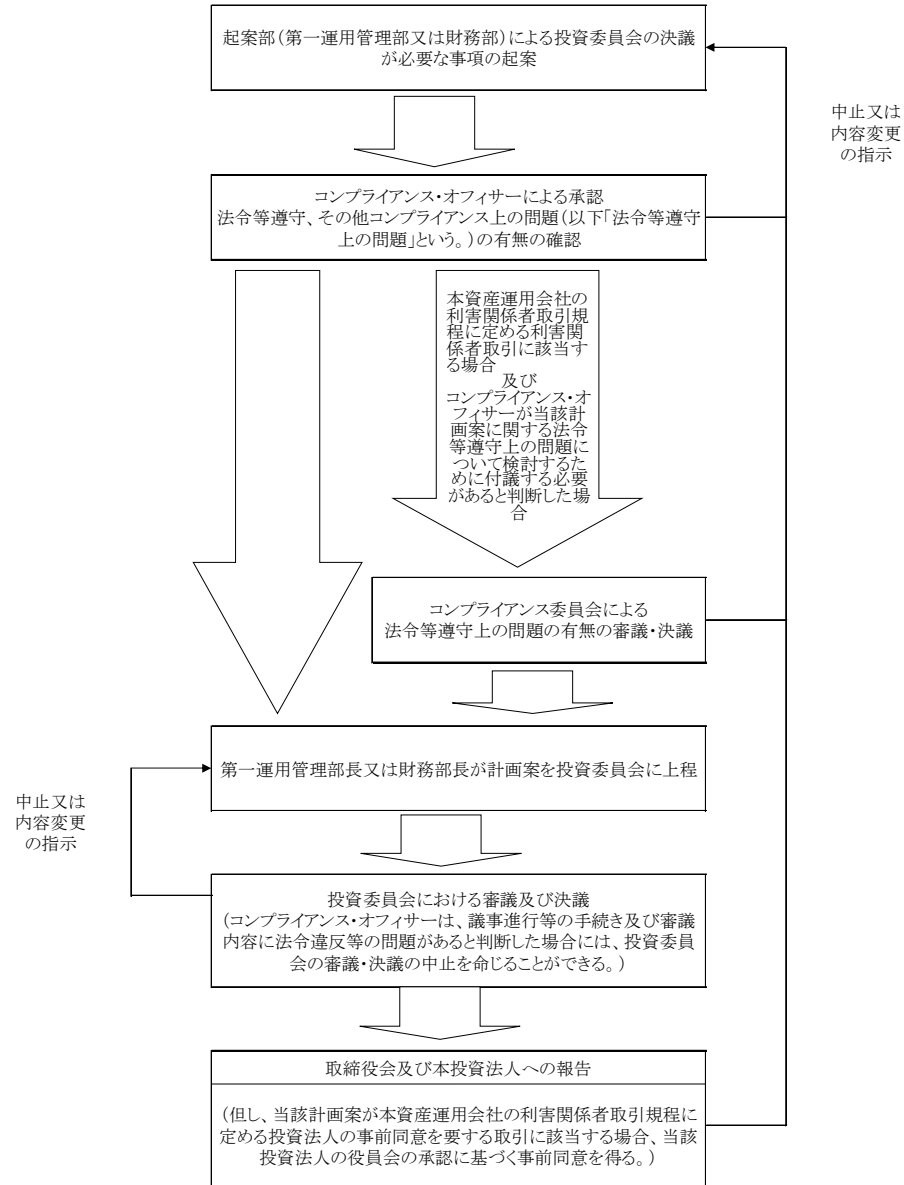 起案部（第一運用管理部又は財務部）による投資委員会の決議
が必要な事項の起案
中止又は
内容変更
の指示
コンプライアンス・オフィサーによる承認
法令等遵守、その他コンプライアンス上の問題（以下「法令等遵守
上の問題」という。）の有無の確認
本資産運用会社の
利害関係者取引規
程に定める利害関
係者取引に該当す
る場合
及び
コンプライアンス・オ
フィサーが当該計
画案に関する法令
等遵守上の問題に
ついて検討するた
めに付議する必要
があると判断した場
合
コンプライアンス委員会による
法令等遵守上の問題の有無の審議・決議
第一運用管理部長又は財務部長が計画案を投資委員会に上程
中止又は
内容変更
の指示
投資委員会における審議及び決議
（コンプライアンス・オフィサーは、議事進行等の手続き及び審議
内容に法令違反等の問題があると判断した場合には、投資委員
会の審議・決議の中止を命じることができる。）
取締役会及び本投資法人への報告
（但し、当該計画案が本資産運用会社の利害関係者取引規程に
定める投資法人の事前同意を要する取引に該当する場合、当該
投資法人の役員会の承認に基づく事前同意を得る。）